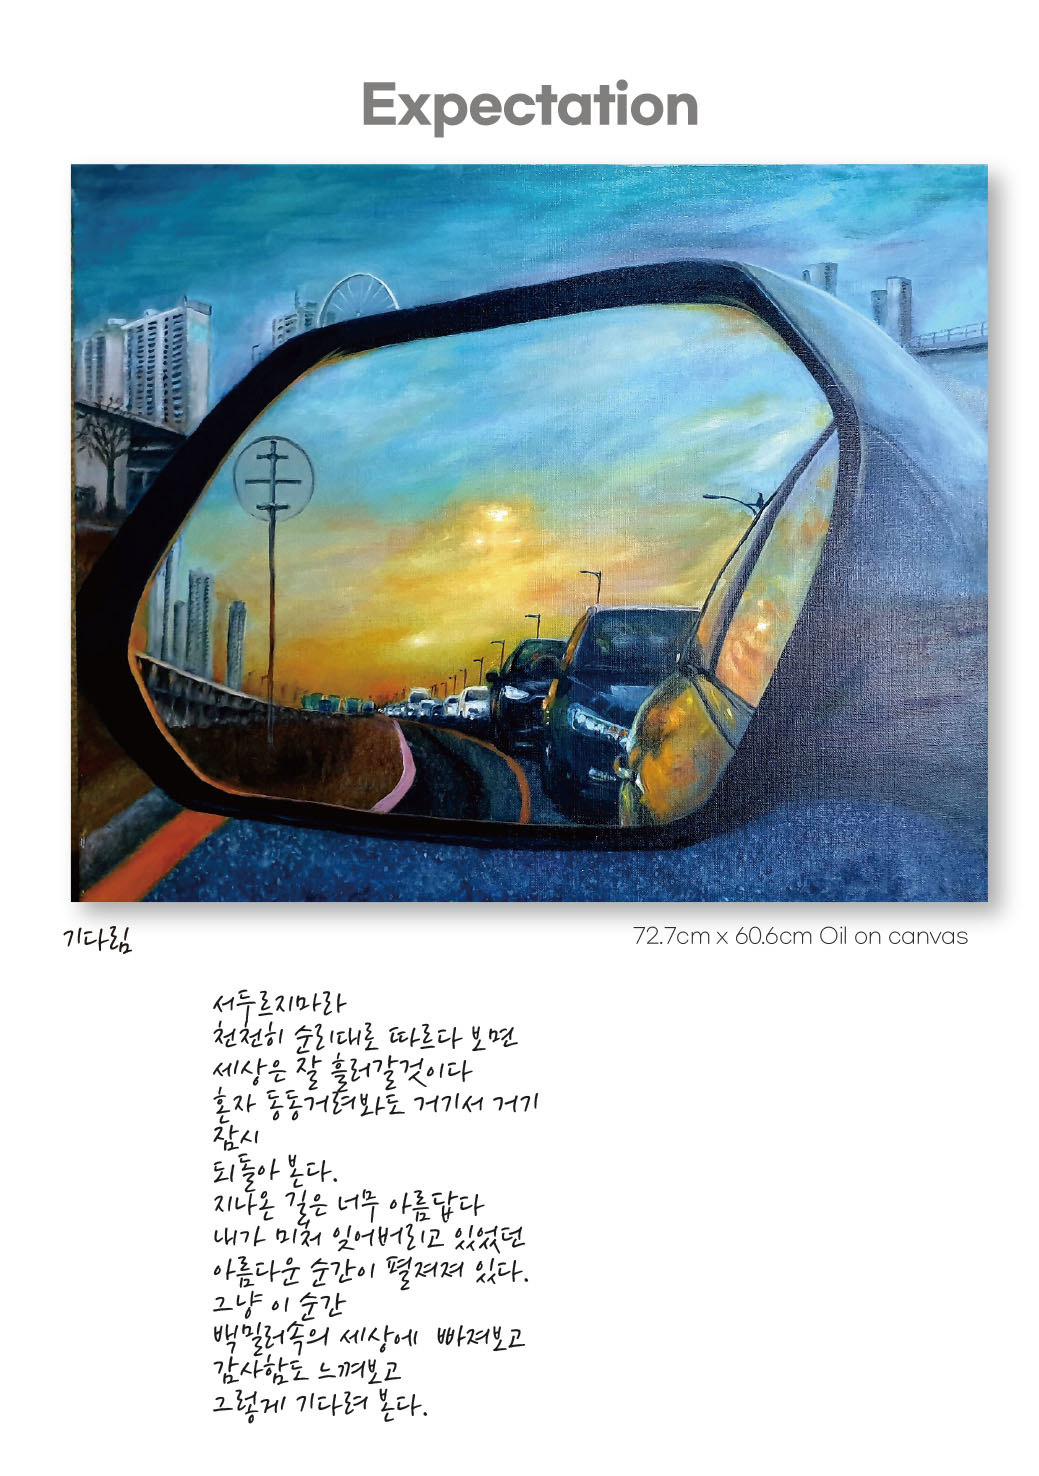 Expectation
기다림
72.7cm x 60.6cm Oil on canvas
서두르지마라
천천히 순리대로 따르다 보면
세상은 잘 흘러갈것이다
혼자 동동거려봐도 거기서 거기
잠시
되돌아 본다.
지나온 길은 너무 아름답다
내가 미처 잊어버리고 있었던
아름다운 순간이 펼져져 있다.
그냥 이 순간
백밀러속의 세상에 빠져보고
감사함도 느껴보고
그렇게 기다려 본다.